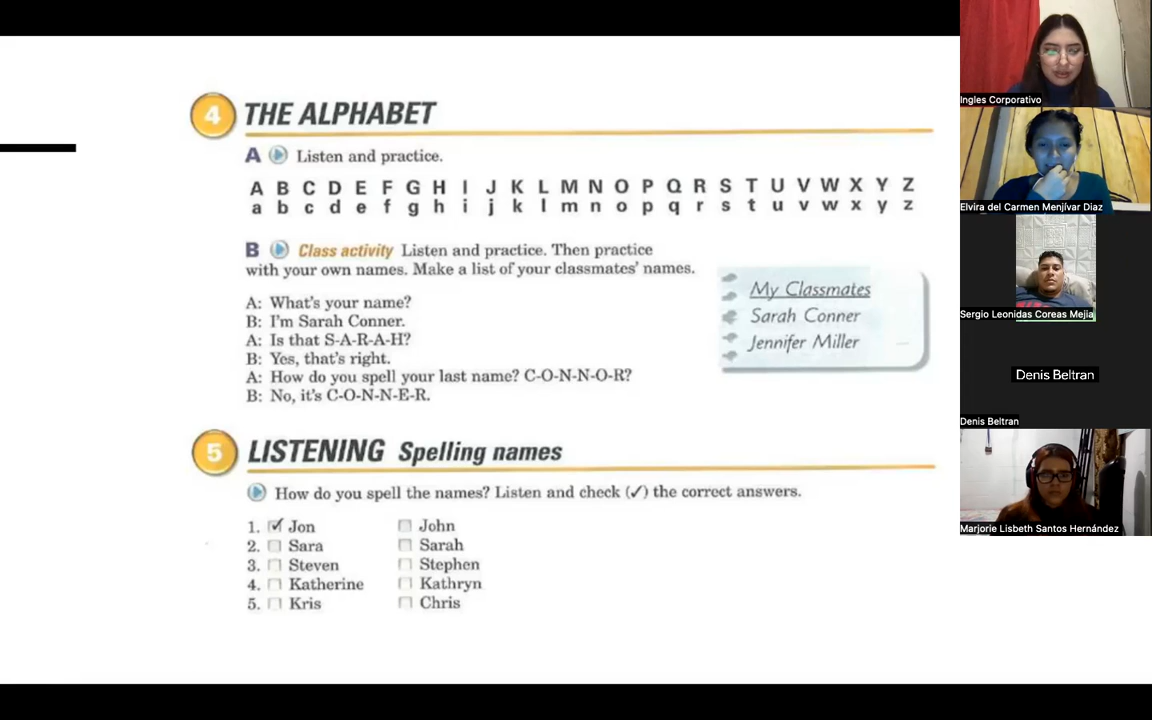 4 THE ALPHABET
A Listen and practice.
A B C D E F G H I J K L M N O P Q R S T U V W X Y Z
a b c d e f g h i j k l m n o p q r s t u v w x y z
B Class activity Listen and practice. Then practice
with your own names. Make a list of your classmates' names.
A: What's your name?
B: I'm Sarah Conner.
A: Is that S-A-R-A-H?
B: Yes, that's right.
A: How do you spell your last name? C-O-N-N-O-R?
B: No, it's C-O-N-N-E-R.
My Classmates
Sarah Conner
Jennifer Miller
5 LISTENING Spelling names
How do you spell the names? Listen and check (✓) the correct answers.
1. ✓ Jon John
2. Sara Sarah
3. Steven Stephen
4. Katherine Kathryn
5. Kris Chris
Ingles Corporativo
Elvira del Carmen Menjívar Diaz
Sergio Leonidas Coreas Mejia
Denis Beltran
Denis Beltran
Marjorie Lisbeth Santos Hernández